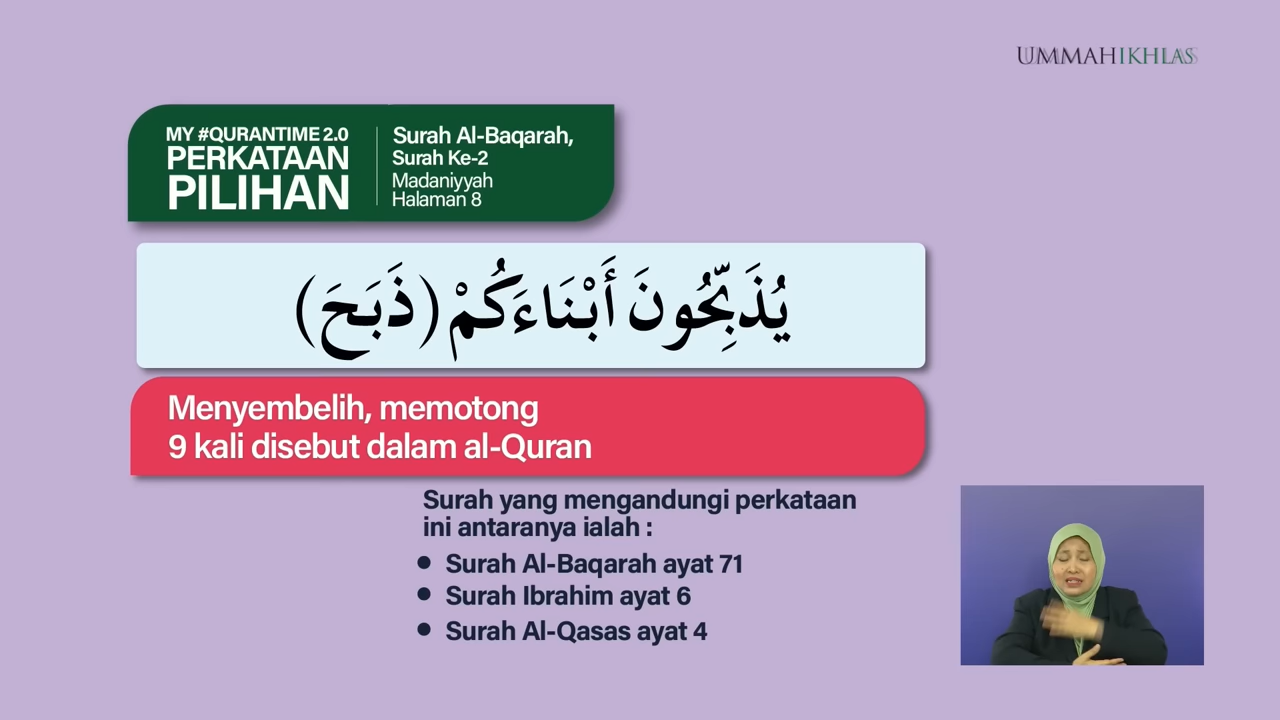 UMMAHIKHLAS
MY #QURANTIME 2.0
PERKATAAN
PILIHAN
Surah Al-Baqarah,
Surah Ke-2
Madaniyyah
Halaman 8
يُذَبِّحُونَ أَبْنَاءَكُمْ (ذَبَحَ)
Menyembelih, memotong
9 kali disebut dalam al-Quran
Surah yang mengandungi perkataan
ini antaranya ialah :
• Surah Al-Baqarah ayat 71
• Surah Ibrahim ayat 6
• Surah Al-Qasas ayat 4